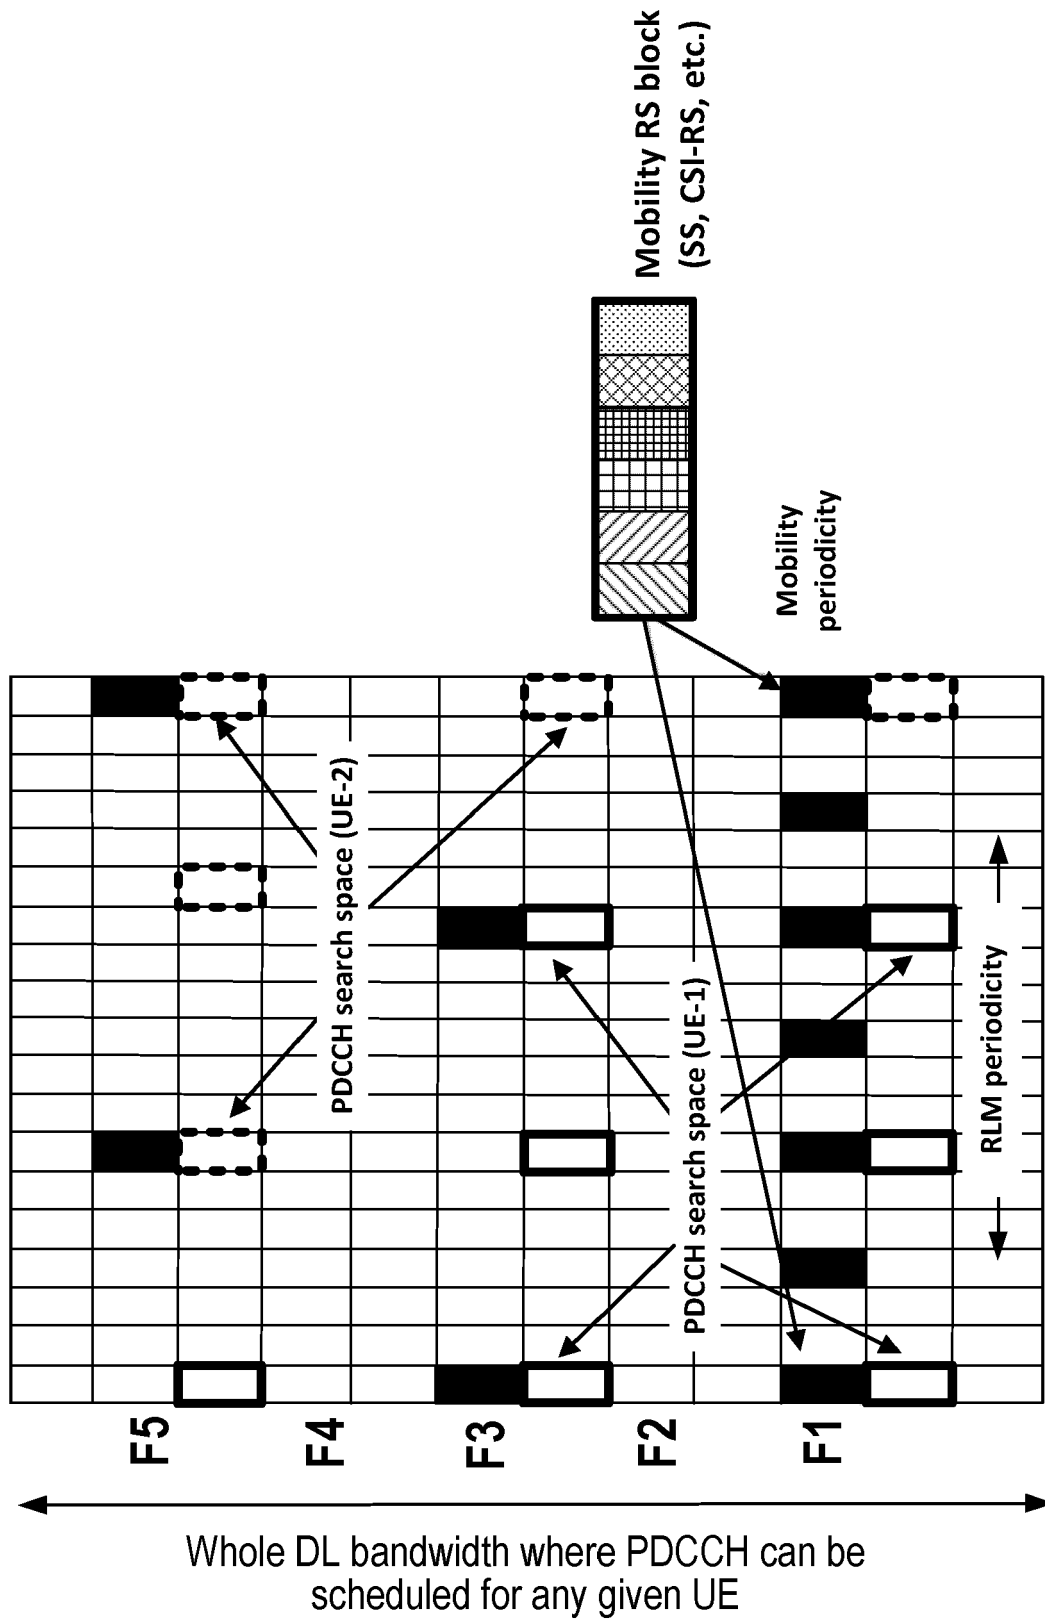 Mobility RS block
(SS, CSI-RS, etc.)
Mobility
periodicity
PDCCH search space (UE-2)
PDCCH search space (UE-1)
RLM periodicity
F5
F4
F3
F2
F1
Whole DL bandwidth where PDCCH can be
scheduled for any given UE